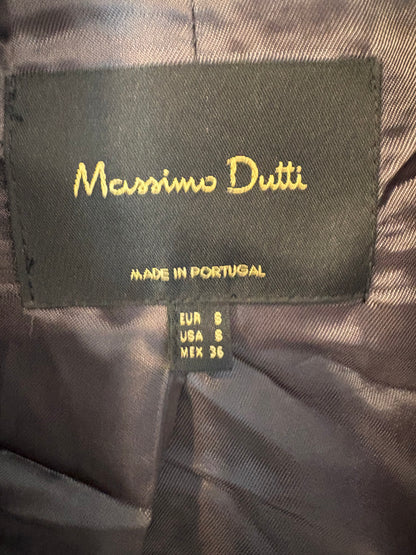 Massimo Dutti
MADE IN PORTUGAL
EUR S
USA S
MEX 36